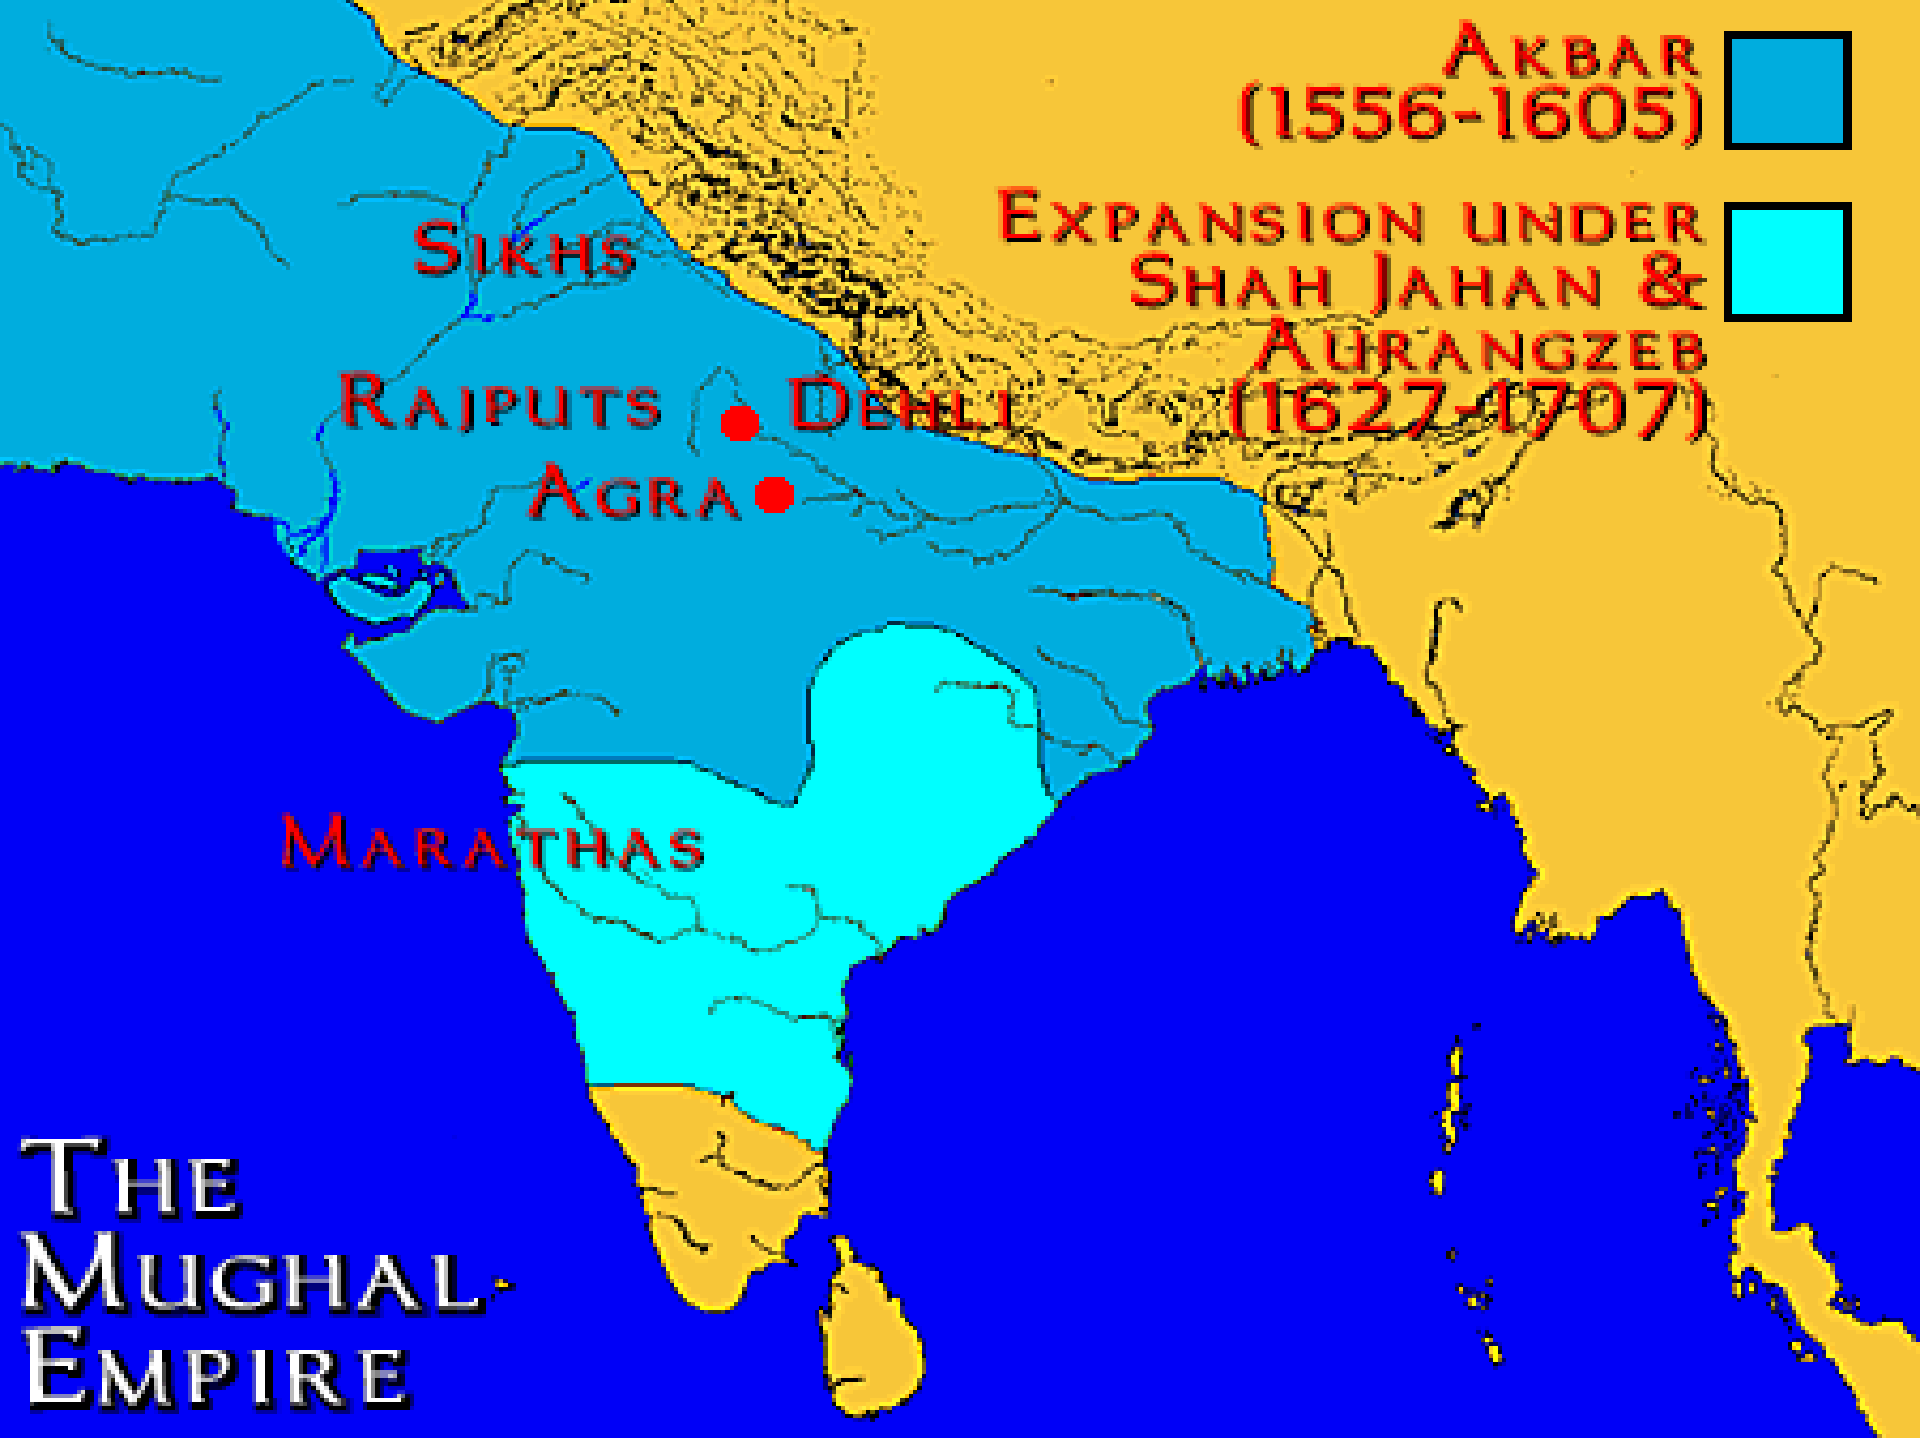 AKBAR
(1556-1605)
EXPANSION UNDER
SHAH JAHAN &
AURANGZEB
(1627-1707)
SIKHS
RAJPUTS
DEHLI
AGRA
MARATHAS
THE
MUGHAL
EMPIRE